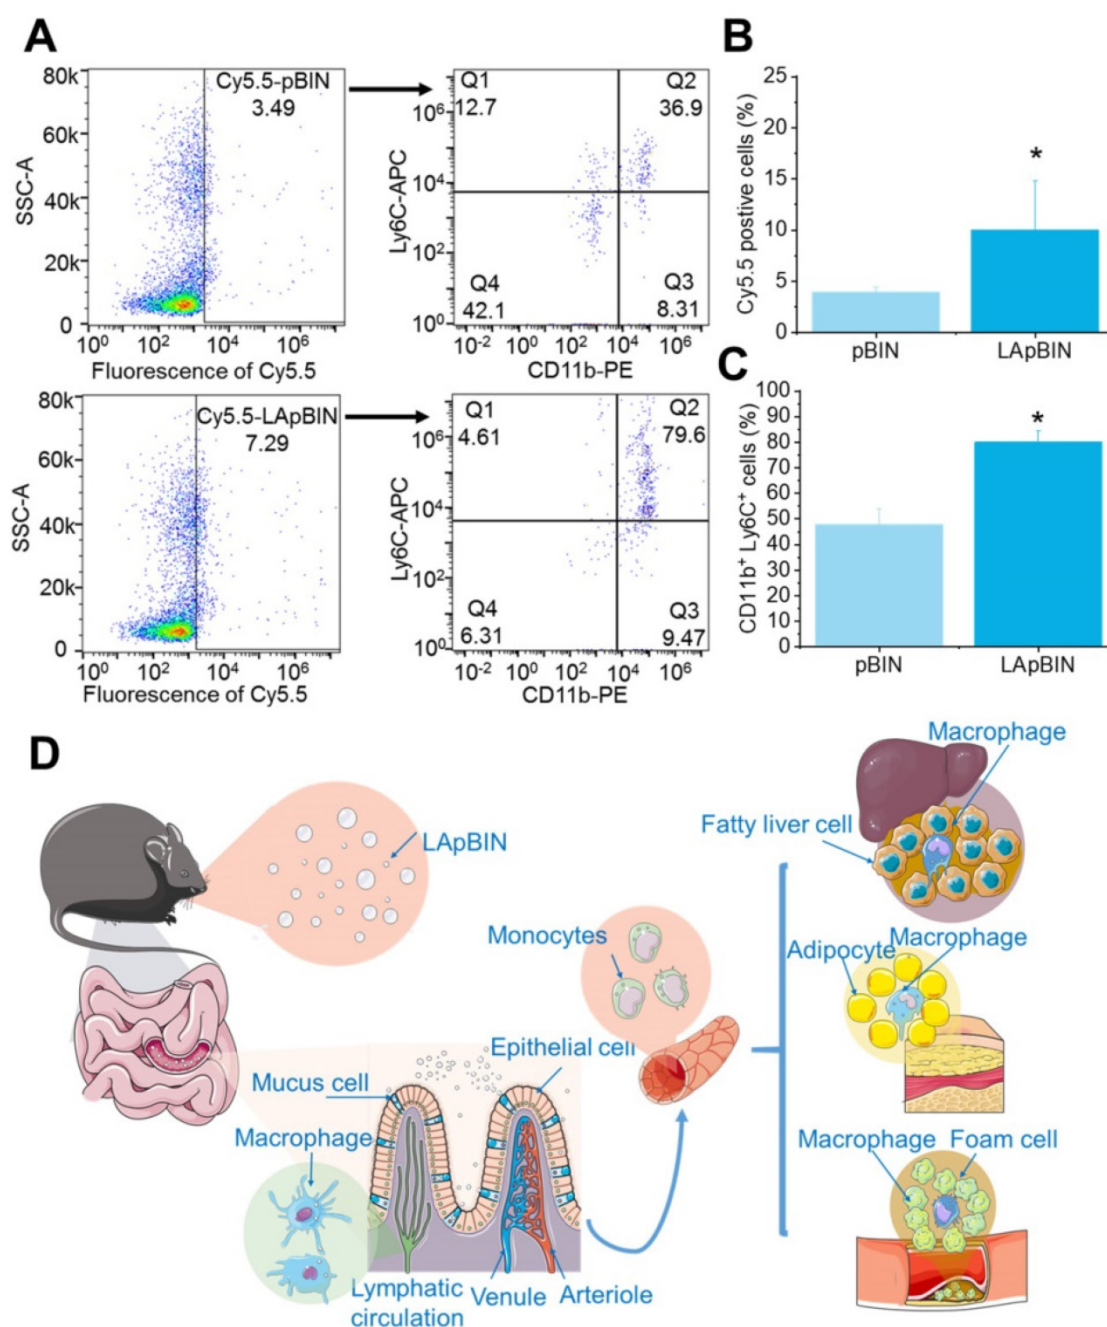 A
80k
60k
40k
20k
0
SSC-A
Cy5.5-pBIN
3.49
10^0 10^2 10^4 10^6
Fluorescence of Cy5.5
Q1
12.7
Q2
36.9
Q4
42.1
Q3
8.31
10^6
10^4
10^2
10^0
Ly6C-APC
10^-2 10^0 10^2 10^4 10^6
CD11b-PE
80k
60k
40k
20k
0
SSC-A
Cy5.5-LApBIN
7.29
10^0 10^2 10^4 10^6
Fluorescence of Cy5.5
Q1
4.61
Q2
79.6
Q4
6.31
Q3
9.47
10^6
10^4
10^2
10^0
Ly6C-APC
10^-2 10^0 10^2 10^4 10^6
CD11b-PE
B
25
20
15
10
5
0
Cy5.5 postive cells (%)
*
pBIN LApBIN
C
100
90
80
70
60
50
40
30
20
10
0
CD11b+ Ly6C+ cells (%)
*
pBIN LApBIN
D
LApBIN
Monocytes
Epithelial cell
Mucus cell
Macrophage
Lymphatic
circulation
Venule
Arteriole
Macrophage
Fatty liver cell
Macrophage
Adipocyte
Macrophage
Foam cell